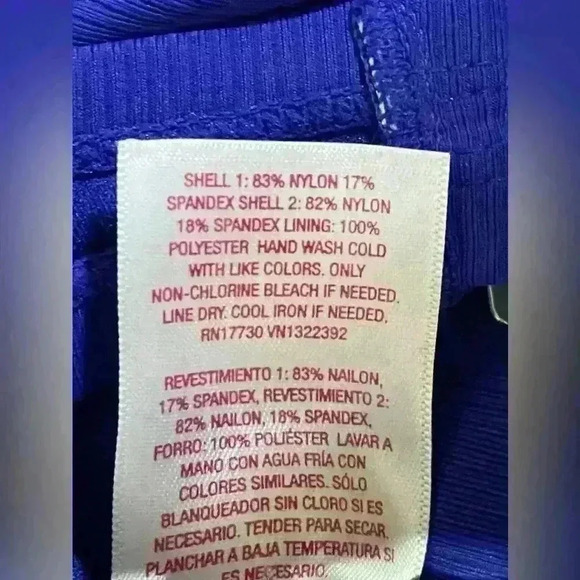 SHELL 1: 83% NYLON 17%
SPANDEX SHELL 2: 82% NYLON
18% SPANDEX LINING: 100%
POLYESTER HAND WASH COLD
WITH LIKE COLORS. ONLY
NON-CHLORINE BLEACH IF NEEDED.
LINE DRY. COOL IRON IF NEEDED.
RN17730 VN1322392
REVESTIMIENTO 1: 83% NAILON,
17% SPANDEX, REVESTIMIENTO 2:
82% NAILON, 18% SPANDEX,
FORRO: 100% POLIÉSTER LAVAR A
MANO CON AGUA FRÍA CON
COLORES SIMILARES. SÓLO
BLANQUEADOR SIN CLORO SI ES
NECESARIO. TENDER PARA SECAR.
PLANCHAR A BAJA TEMPERATURA SI
ES NECESARIO.